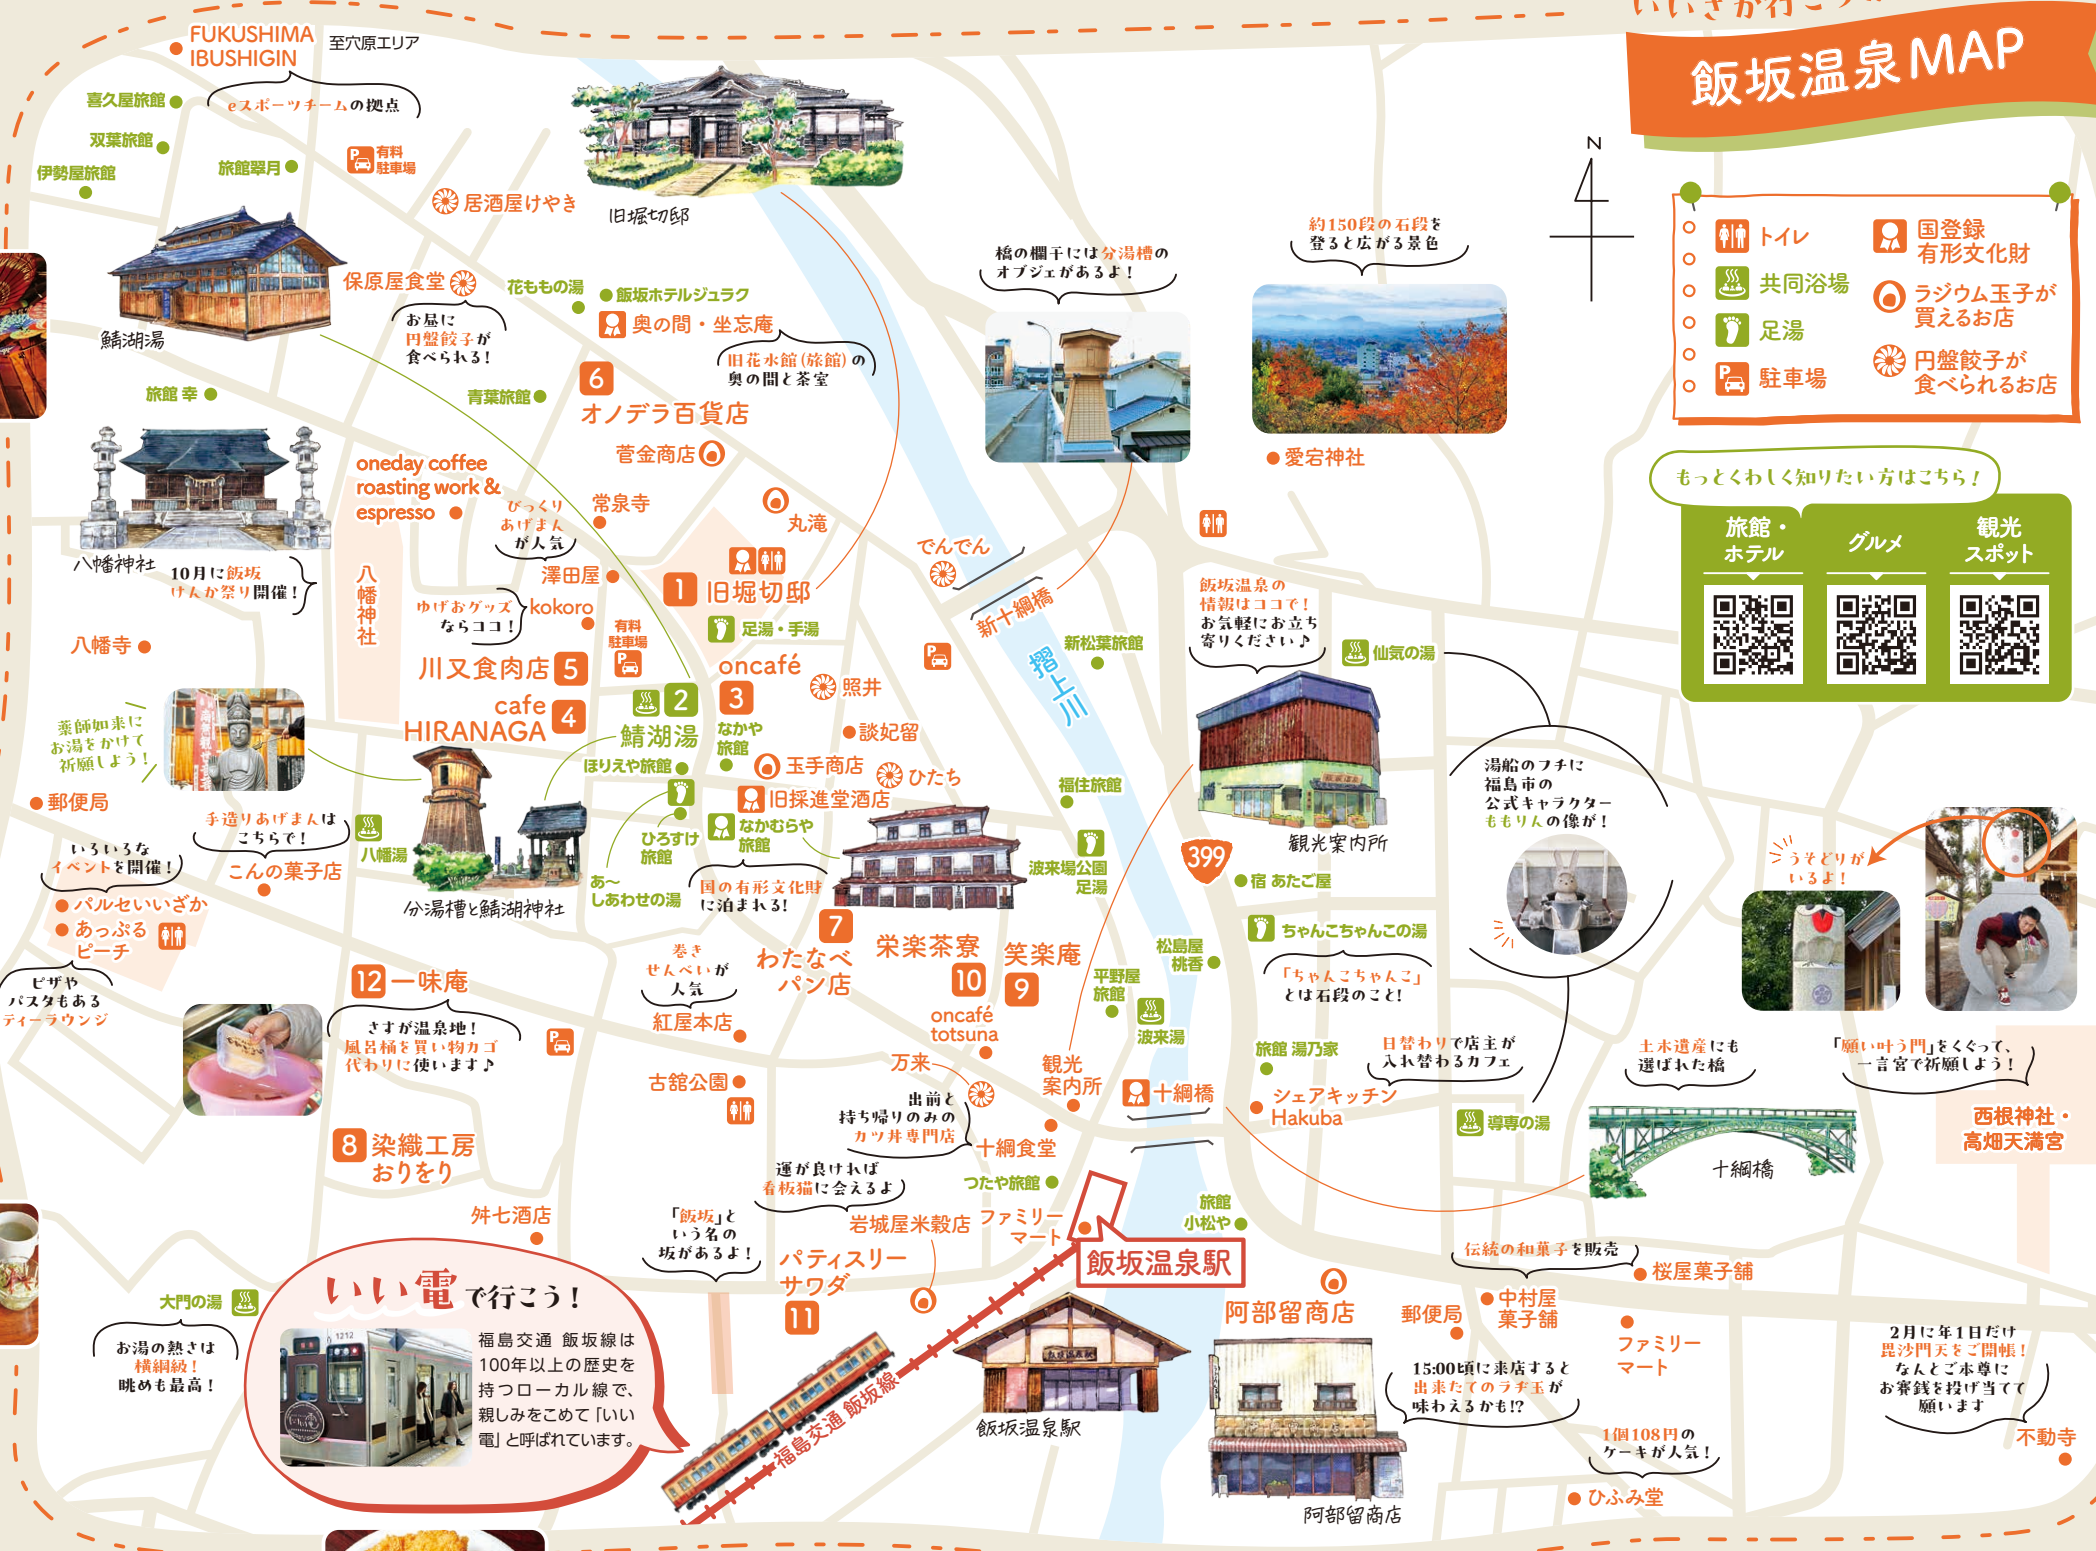 いいざか行こう
飯坂温泉MAP
FUKUSHIMA
IBUSHIGIN
至穴原エリア
eスポーツチームの拠点
喜久屋旅館
双葉旅館
伊勢屋旅館
旅館翠月
有料
駐車場
居酒屋けやき
旧堀切邸
鯖湖湯
保原屋食堂
お昼に
円盤餃子が
食べられる!
花ももの湯
飯坂ホテルジュラク
奥の間・坐忘庵
旧花水館(旅館)の
奥の間と茶室
橋の欄干には分湯槽の
オブジェがあるよ!
約150段の石段を
登ると広がる景色
愛宕神社
N
トイレ
共同浴場
足湯
駐車場
国登録
有形文化財
ラジウム玉子が
買えるお店
円盤餃子が
食べられるお店
もっとくわしく知りたい方はこちら!
旅館・
ホテル
グルメ
観光
スポット
旅館 幸
青葉旅館
6
オノデラ百貨店
菅金商店
oneday coffee
roasting work &
espresso
びっくり
あげまん
が人気
常泉寺
丸滝
八幡神社
10月に飯坂
けんか祭り開催!
八幡神社
澤田屋
ゆげおグッズ
ならココ!
kokoro
1
旧堀切邸
足湯・手湯
有料
駐車場
でんでん
新十綱橋
摺上川
新松葉旅館
飯坂温泉の
情報はココで!
お気軽にお立ち
寄りください♪
仙気の湯
八幡寺
川又食肉店
5
oncafé
3
照井
cafe
HIRANAGA
4
2
鯖湖湯
なかや
旅館
談妃留
薬師如来に
お湯をかけて
祈願しよう!
ほりえや旅館
玉手商店
ひたち
旧採進堂酒店
福住旅館
郵便局
手造りあげまんは
こちらで!
こんの菓子店
八幡湯
分湯槽と鯖湖神社
ひろすけ
旅館
なかむらや
旅館
あ〜
しあわせの湯
国の有形文化財
に泊まれる!
波来場公園
足湯
399
観光案内所
宿 あたご屋
湯船のフチに
福島市の
公式キャラクター
ももりんの像が!
うそどりが
いるよ!
いろいろな
イベントを開催!
パルセいいざか
あっぷる
ピーチ
ピザや
パスタもある
ティーラウンジ
12
一味庵
さすが温泉地!
風呂桶を買い物カゴ
代わりに使います♪
巻き
せんべいが
人気
紅屋本店
7
わたなべ
パン店
栄楽茶寮
10
笑楽庵
9
oncafé
totsuna
松島屋
桃香
平野屋
旅館
波来湯
ちゃんこちゃんこの湯
「ちゃんこちゃんこ」
とは石段のこと!
旅館 湯乃家
日替わりで店主が
入れ替わるカフェ
シェアキッチン
Hakuba
導専の湯
土木遺産にも
選ばれた橋
「願い叶う門」をくぐって、
一言宮で祈願しよう!
西根神社・
高畑天満宮
十綱橋
古舘公園
万来
観光
案内所
十綱橋
出前と
持ち帰りのみの
カツ丼専門店
十綱食堂
8
染織工房
おりをり
運が良ければ
看板猫に会えるよ
つたや旅館
舛七酒店
「飯坂」と
いう名の
坂があるよ!
岩城屋米穀店
ファミリー
マート
旅館
小松や
飯坂温泉駅
パティスリー
サワダ
11
伝統の和菓子を販売
桜屋菓子舗
中村屋
菓子舗
郵便局
ファミリー
マート
阿部留商店
大門の湯
お湯の熱さは
横綱級!
眺めも最高!
いい電で行こう!
1212
福島交通 飯坂線は
100年以上の歴史を
持つローカル線で、
親しみをこめて「いい
電」と呼ばれています。
福島交通 飯坂線
飯坂温泉駅
飯坂温泉駅
15:00頃に来店すると
出来たてのラヂ玉が
味わえるかも!?
阿部留商店
1個108円の
ケーキが人気!
ひふみ堂
2月に年1日だけ
毘沙門天をご開帳!
なんとご本尊に
お賽銭を投げ当てて
願います
不動寺